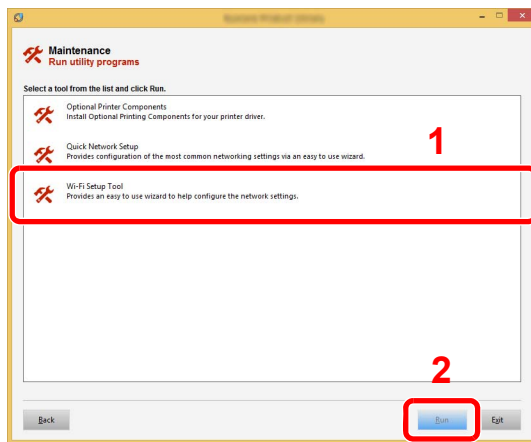 Maintenance
Run utility programs
Select a tool from the list and click Run.
Optional Printer Components
Install Optional Printing Components for your printer driver.
1
Quick Network Setup
Provides configuration of the most common networking settings via an easy to use wizard.
Wi-Fi Setup Tool
Provides an easy to use wizard to help configure the network settings.
2
Back
Run
Exit